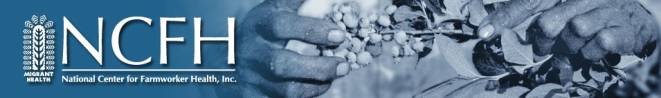 NCFH
MIGRANT
HEALTH
National Center for Farmworker Health, Inc.